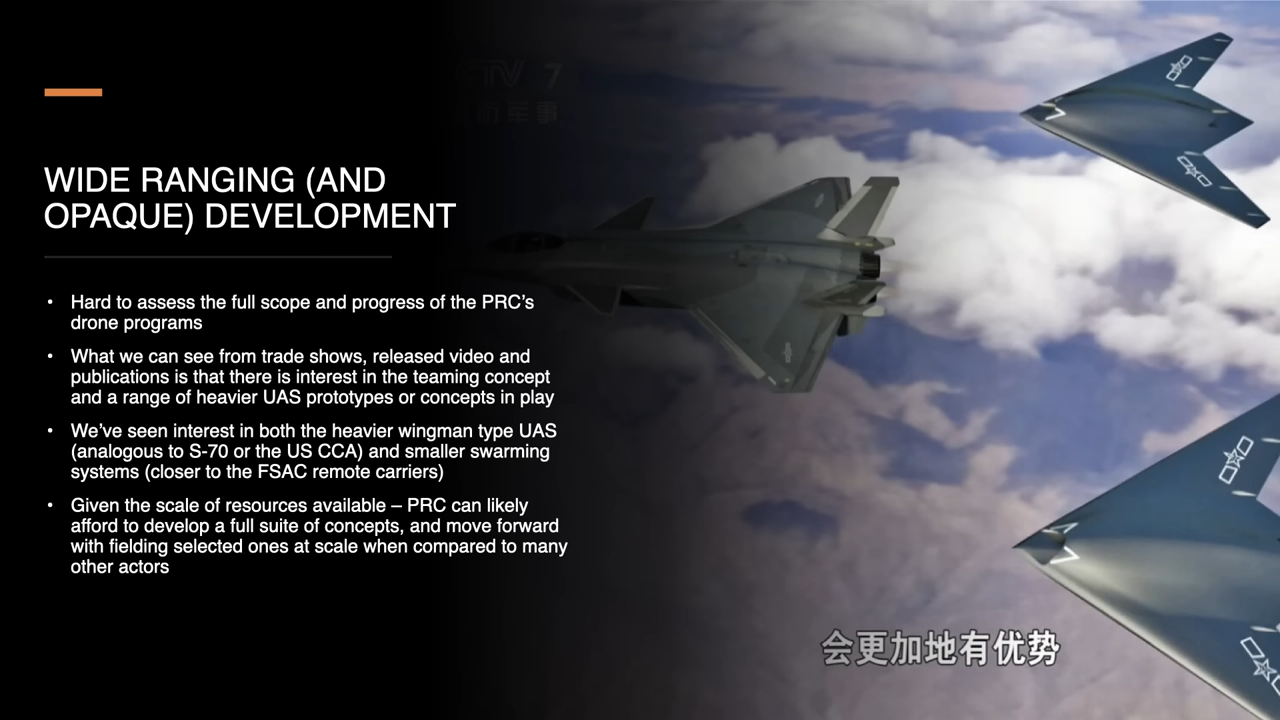 WIDE RANGING (AND
OPAQUE) DEVELOPMENT
• Hard to assess the full scope and progress of the PRC’s
drone programs
• What we can see from trade shows, released video and
publications is that there is interest in the teaming concept
and a range of heavier UAS prototypes or concepts in play
• We’ve seen interest in both the heavier wingman type UAS
(analogous to S-70 or the US CCA) and smaller swarming
systems (closer to the FSAC remote carriers)
• Given the scale of resources available – PRC can likely
afford to develop a full suite of concepts, and move forward
with fielding selected ones at scale when compared to many
other actors
7
军事
会更加地有优势